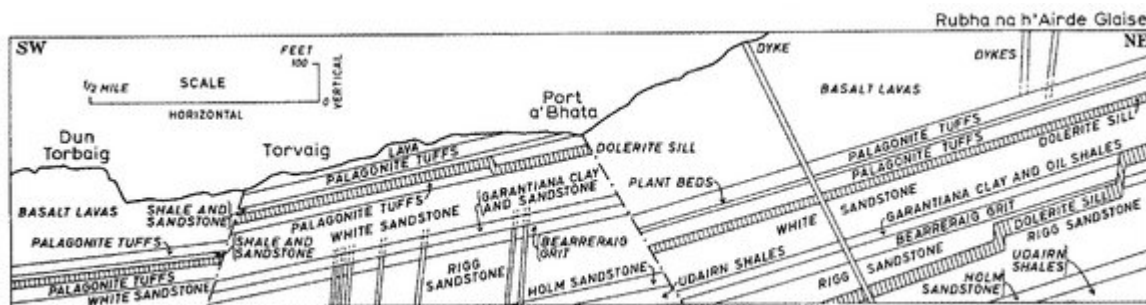 Rubha na h'Airde Glaise
SW
NE
FEET
100
1/2 MILE
SCALE
0
VERTICAL
HORIZONTAL
DYKE
DYKES
BASALT LAVAS
Port
a'Bhata
Dun
Torbaig
Torvaig
LAVA
PALAGONITE TUFFS
DOLERITE SILL
PALAGONITE TUFFS
PALAGONITE TUFFS
DOLERITE SILL
GARANTIANA CLAY
AND SANDSTONE
PLANT BEDS
BASALT LAVAS
SHALE AND
SANDSTONE
PALAGONITE TUFFS
WHITE SANDSTONE
WHITE SANDSTONE
GARANTIANA CLAY AND OIL SHALES
PALAGONITE TUFFS
SHALE AND
SANDSTONE
BEARRERAIG
GRIT
BEARRERAIG GRIT
DOLERITE SILL
RIGG SANDSTONE
PALAGONITE TUFFS
WHITE SANDSTONE
RIGG
SANDSTONE
HOLM SANDSTONE
UDAIRN SHALES
RIGG SANDSTONE
HOLM
SANDSTONE
UDAIRN
SHALES